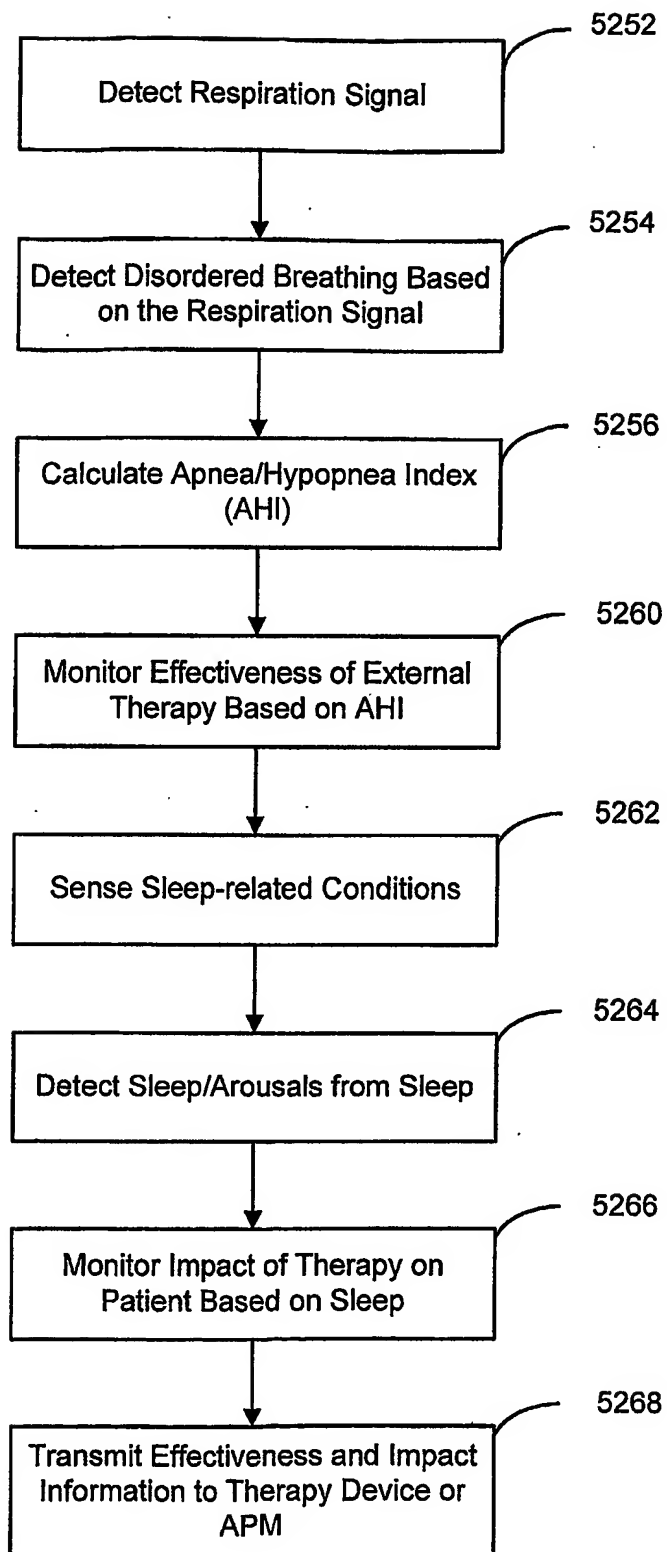 5252
Detect Respiration Signal
5254
Detect Disordered Breathing Based
on the Respiration Signal
5256
Calculate Apnea/Hypopnea Index
(AHI)
5260
Monitor Effectiveness of External
Therapy Based on AHI
5262
Sense Sleep-related Conditions
5264
Detect Sleep/Arousals from Sleep
5266
Monitor Impact of Therapy on
Patient Based on Sleep
5268
Transmit Effectiveness and Impact
Information to Therapy Device or
APM